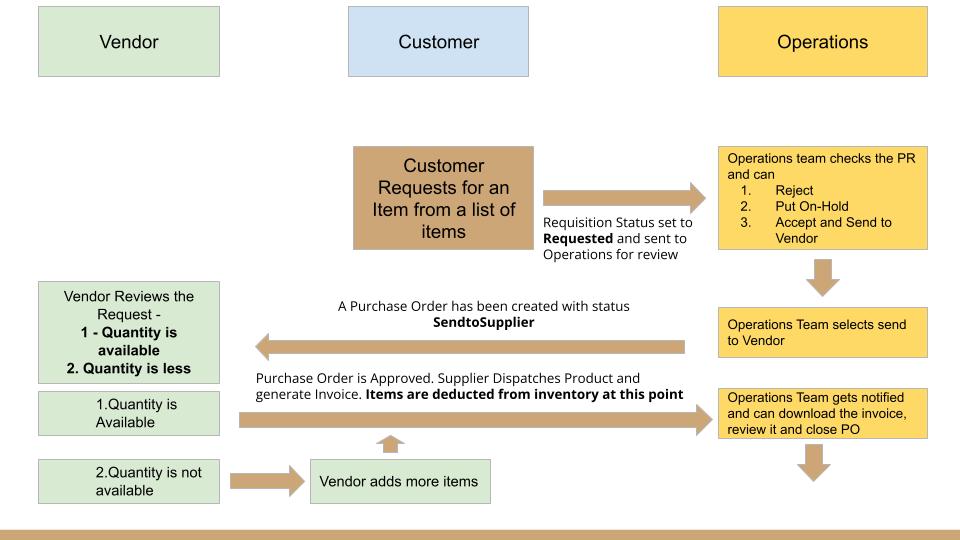 Vendor
Customer
Operations
Customer
Requests for an
Item from a list of
items
Requisition Status set to
Requested and sent to
Operations for review
Operations team checks the PR
and can
1. Reject
2. Put On-Hold
3. Accept and Send to
Vendor
Operations Team selects send
to Vendor
A Purchase Order has been created with status
SendtoSupplier
Vendor Reviews the
Request -
1 - Quantity is
available
2. Quantity is less
Purchase Order is Approved. Supplier Dispatches Product and
generate Invoice. Items are deducted from inventory at this point
1.Quantity is
Available
Operations Team gets notified
and can download the invoice,
review it and close PO
2.Quantity is not
available
Vendor adds more items